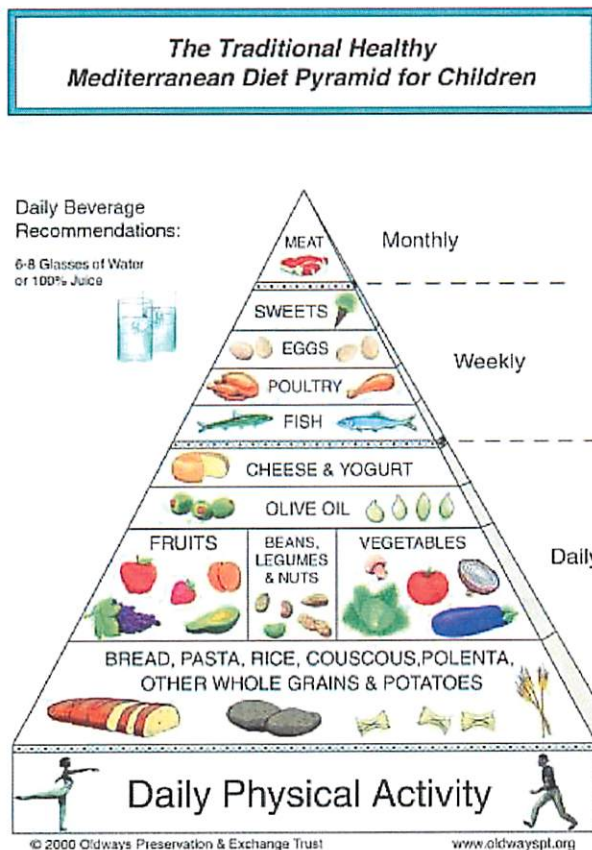 The Traditional Healthy
Mediterranean Diet Pyramid for Children
Daily Beverage
Recommendations:
6-8 Glasses of Water
or 100% Juice
MEAT
Monthly
SWEETS
EGGS
Weekly
POULTRY
FISH
CHEESE & YOGURT
OLIVE OIL
FRUITS
BEANS,
LEGUMES
& NUTS
VEGETABLES
Daily
BREAD, PASTA, RICE, COUSCOUS,POLENTA,
OTHER WHOLE GRAINS & POTATOES
Daily Physical Activity
© 2000 Oldways Preservation & Exchange Trust
www.oldwayspt.org